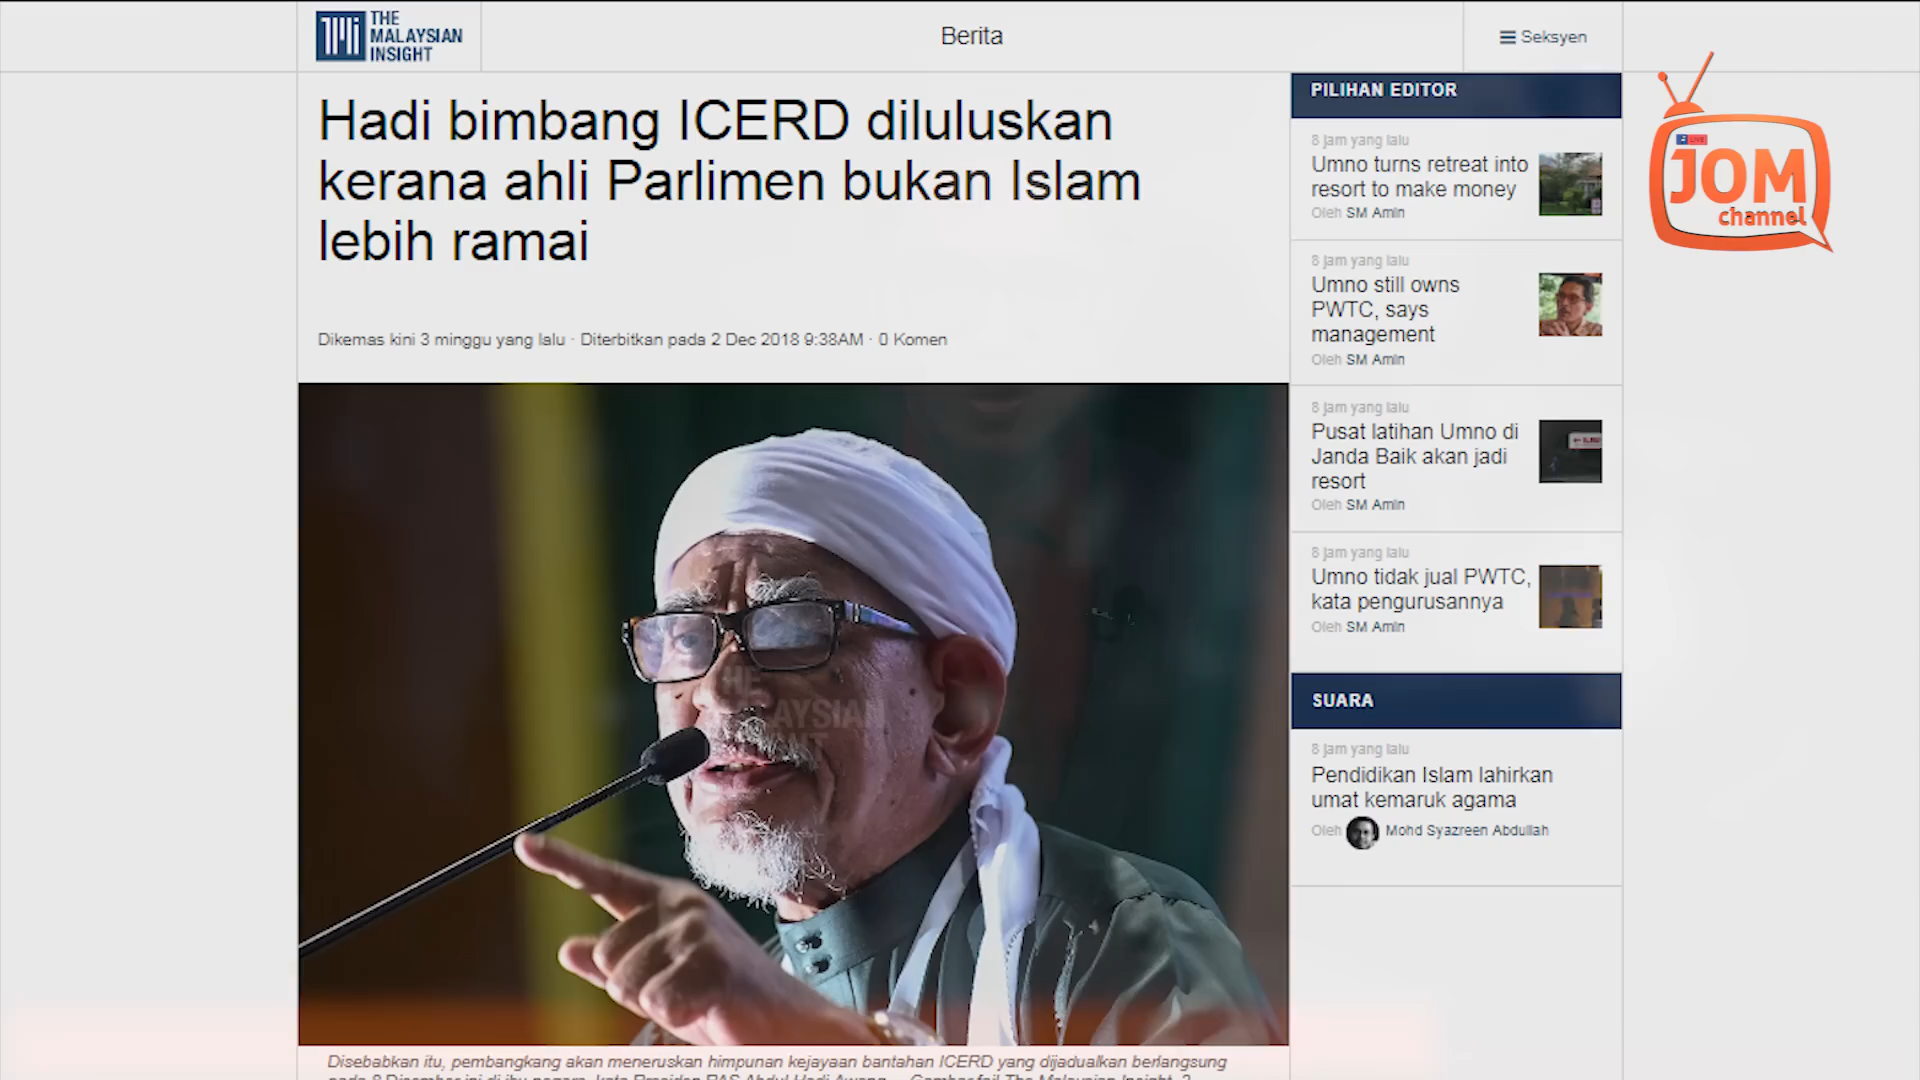 THE
MALAYSIAN
INSIGHT
Berita
Seksyen
Hadi bimbang ICERD diluluskan
kerana ahli Parlimen bukan Islam
lebih ramai
Dikemas kini 3 minggu yang lalu · Diterbitkan pada 2 Dec 2018 9:38AM · 0 Komen
Disebabkan itu, pembangkang akan meneruskan himpunan kejayaan bantahan ICERD yang dijadualkan berlangsung
PILIHAN EDITOR
8 jam yang lalu
Umno turns retreat into
resort to make money
Oleh SM Amin
8 jam yang lalu
Umno still owns
PWTC, says
management
Oleh SM Amin
8 jam yang lalu
Pusat latihan Umno di
Janda Baik akan jadi
resort
Oleh SM Amin
8 jam yang lalu
Umno tidak jual PWTC,
kata pengurusannya
Oleh SM Amin
SUARA
8 jam yang lalu
Pendidikan Islam lahirkan
umat kemaruk agama
Oleh Mohd Syazreen Abdullah
LIVE
JOM
channel